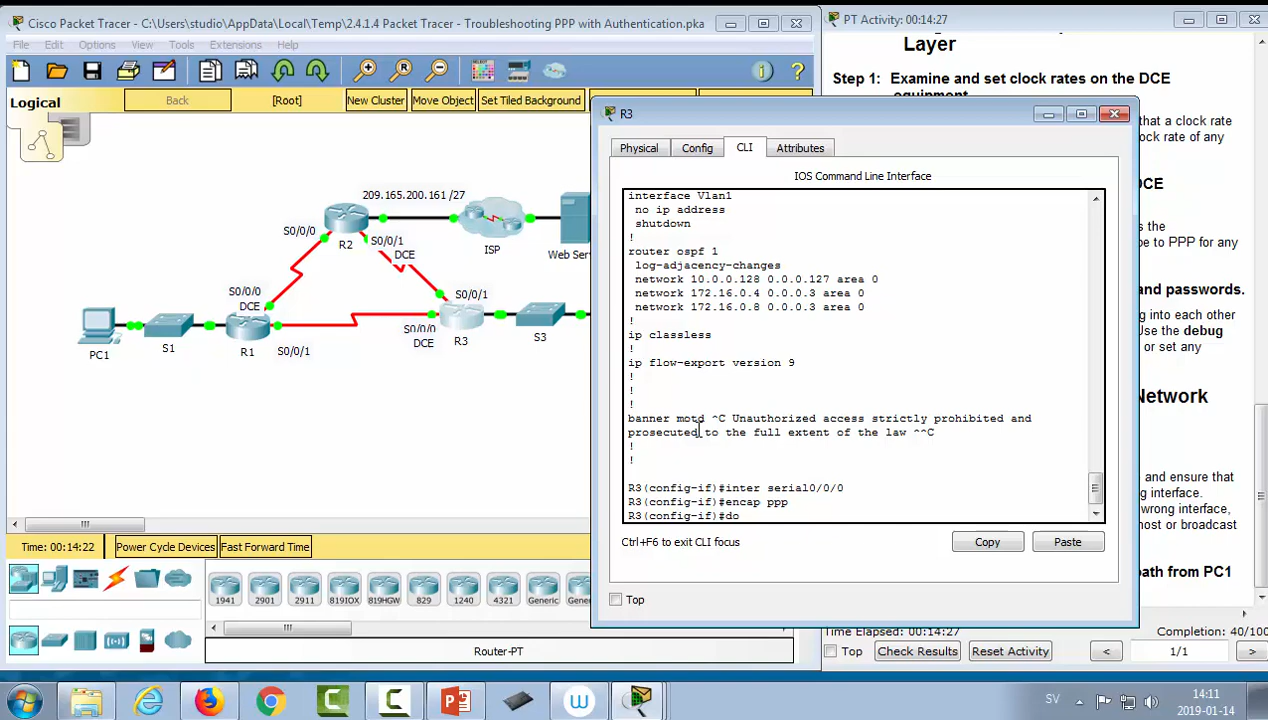 Cisco Packet Tracer - C:\Users\studio\AppData\Local\Temp\2.4.1.4 Packet Tracer - Troubleshooting PPP with Authentication.pka
File Edit Options View Tools Extensions Help
Logical
Back
[Root]
New Cluster
Move Object
Set Tiled Background
209.165.200.161 /27
S0/0/0
R2
S0/0/1
DCE
ISP
Web Serv
S0/0/0
DCE
S0/0/1
S0/0/0
DCE
R3
S3
PC1
S1
R1
S0/0/1
Time: 00:14:22
Power Cycle Devices
Fast Forward Time
1941
2901
2911
819IOX
819HGW
829
1240
4321
Generic
Gene
Router-PT
R3
Physical
Config
CLI
Attributes
IOS Command Line Interface
interface Vlan1
no ip address
shutdown
!
router ospf 1
log-adjacency-changes
network 10.0.0.128 0.0.0.127 area 0
network 172.16.0.4 0.0.0.3 area 0
network 172.16.0.8 0.0.0.3 area 0
!
ip classless
!
ip flow-export version 9
!
!
!
banner motd ^C Unauthorized access strictly prohibited and
prosecuted to the full extent of the law ^^C
!
!
R3(config-if)#inter serial0/0/0
R3(config-if)#encap ppp
R3(config-if)#do
Ctrl+F6 to exit CLI focus
Copy
Paste
Top
PT Activity: 00:14:27
Layer
Step 1: Examine and set clock rates on the DCE
equipment
that a clock rate
ock rate of any
CE
s the
be to PPP for any
and passwords.
ing into each other
Use the debug
or set any
Network
and ensure that
ng interface.
wrong interface,
host or broadcast
path from PC1
Time Elapsed: 00:14:27
Completion: 40/100
Top
Check Results
Reset Activity
<
1/1
>
SV
14:11
2019-01-14